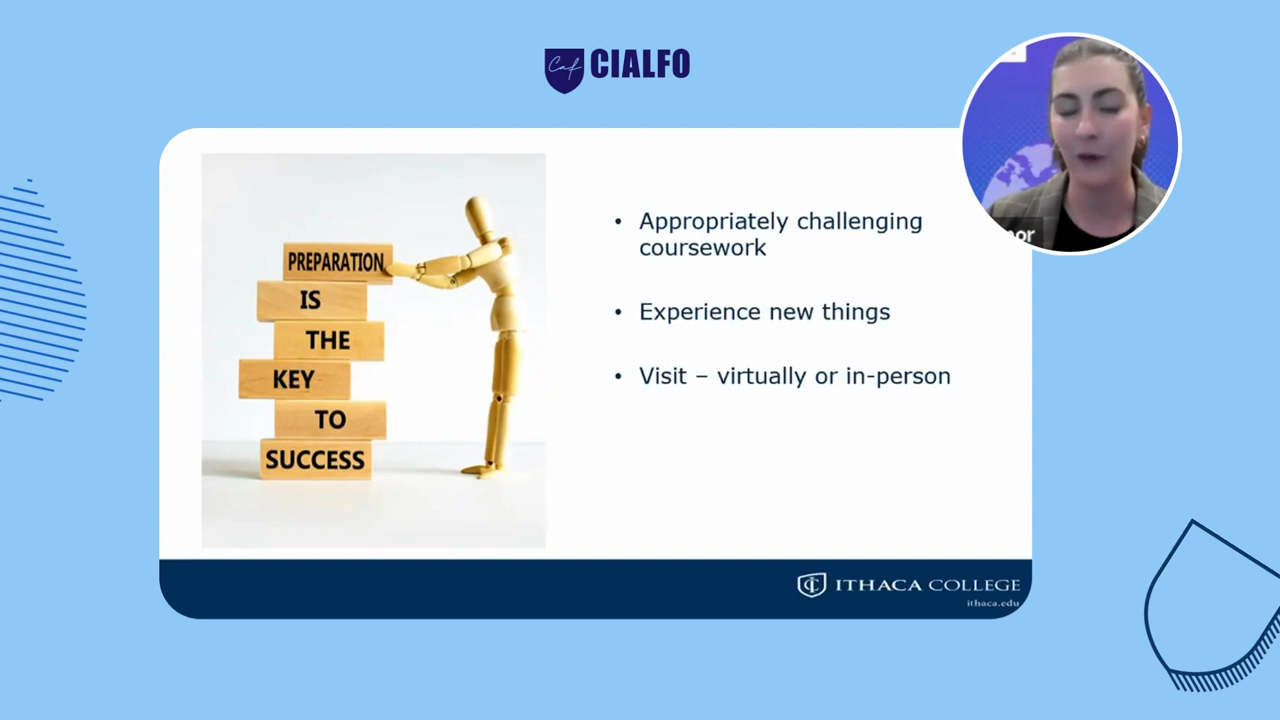 CIALFO
PREPARATION
IS
THE
KEY
TO
SUCCESS
• Appropriately challenging
coursework
• Experience new things
• Visit – virtually or in-person
ITHACA COLLEGE
ithaca.edu